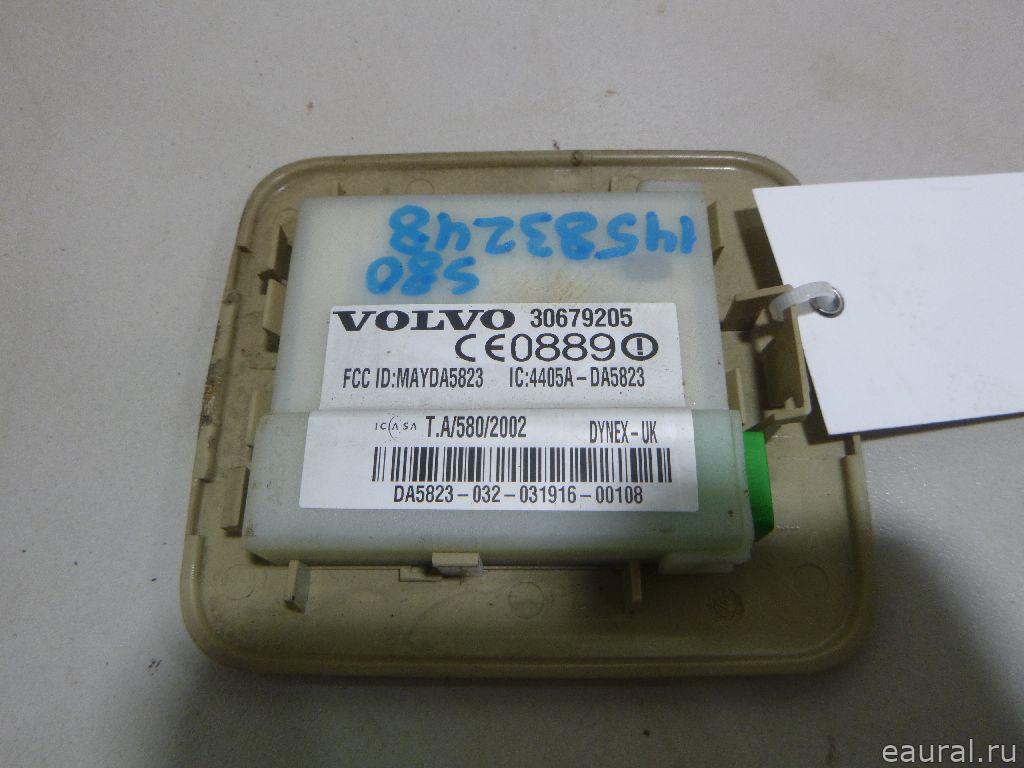 14583248
S80
VOLVO 30679205
CE0889
FCC ID:MAYDA5823 IC:4405A-DA5823
ICASA T.A/580/2002 DYNEX-UK
DA5823-032-031916-00108
eaural.ru